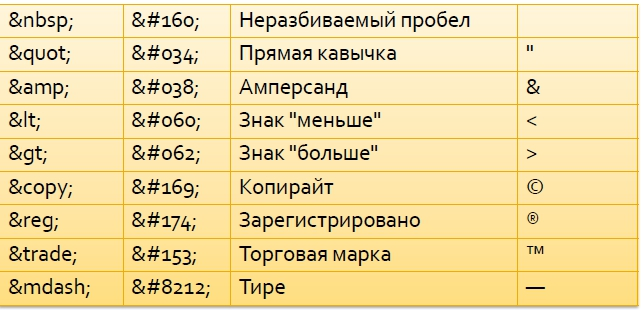 &nbsp; &#160; Неразбиваемый пробел
&quot; &#034; Прямая кавычка "
&amp; &#038; Амперсанд &
&lt; &#060; Знак "меньше" <
&gt; &#062; Знак "больше" >
&copy; &#169; Копирайт ©
&reg; &#174; Зарегистрировано ®
&trade; &#153; Торговая марка ™
&mdash; &#8212; Тире —